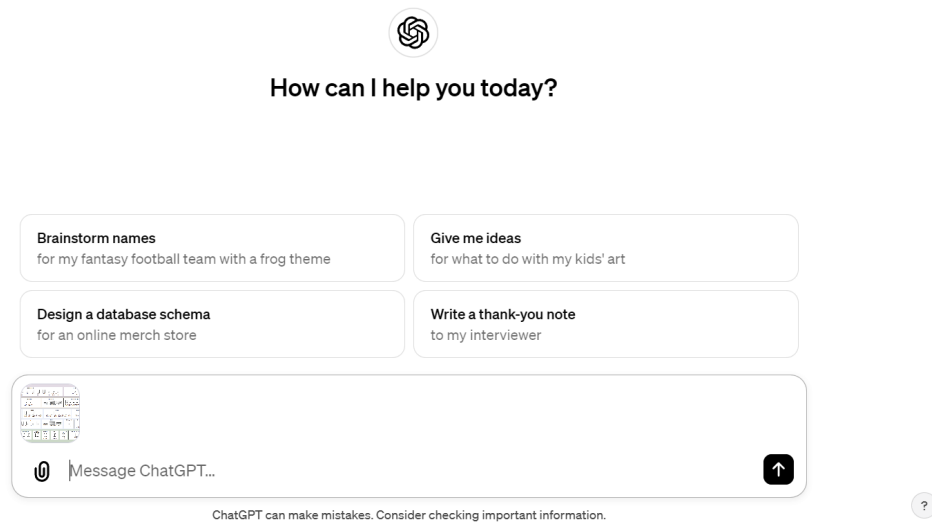 How can I help you today?
Brainstorm names
for my fantasy football team with a frog theme
Give me ideas
for what to do with my kids' art
Design a database schema
for an online merch store
Write a thank-you note
to my interviewer
Message ChatGPT...
ChatGPT can make mistakes. Consider checking important information.
?